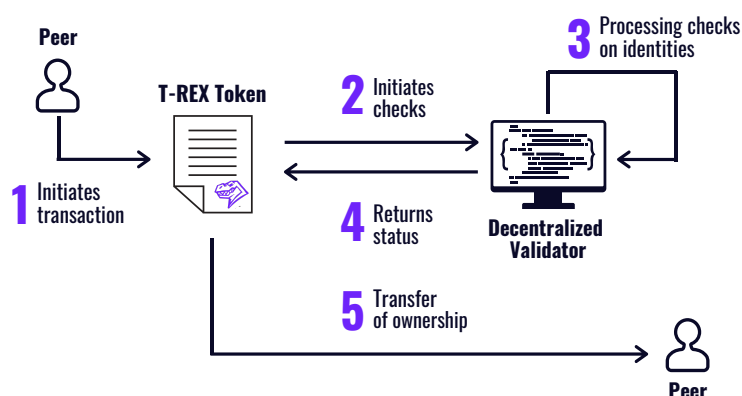 Peer
T-REX Token
1 Initiates
transaction
2 Initiates
checks
3 Processing checks
on identities
4 Returns
status
Decentralized
Validator
5 Transfer
of ownership
Peer